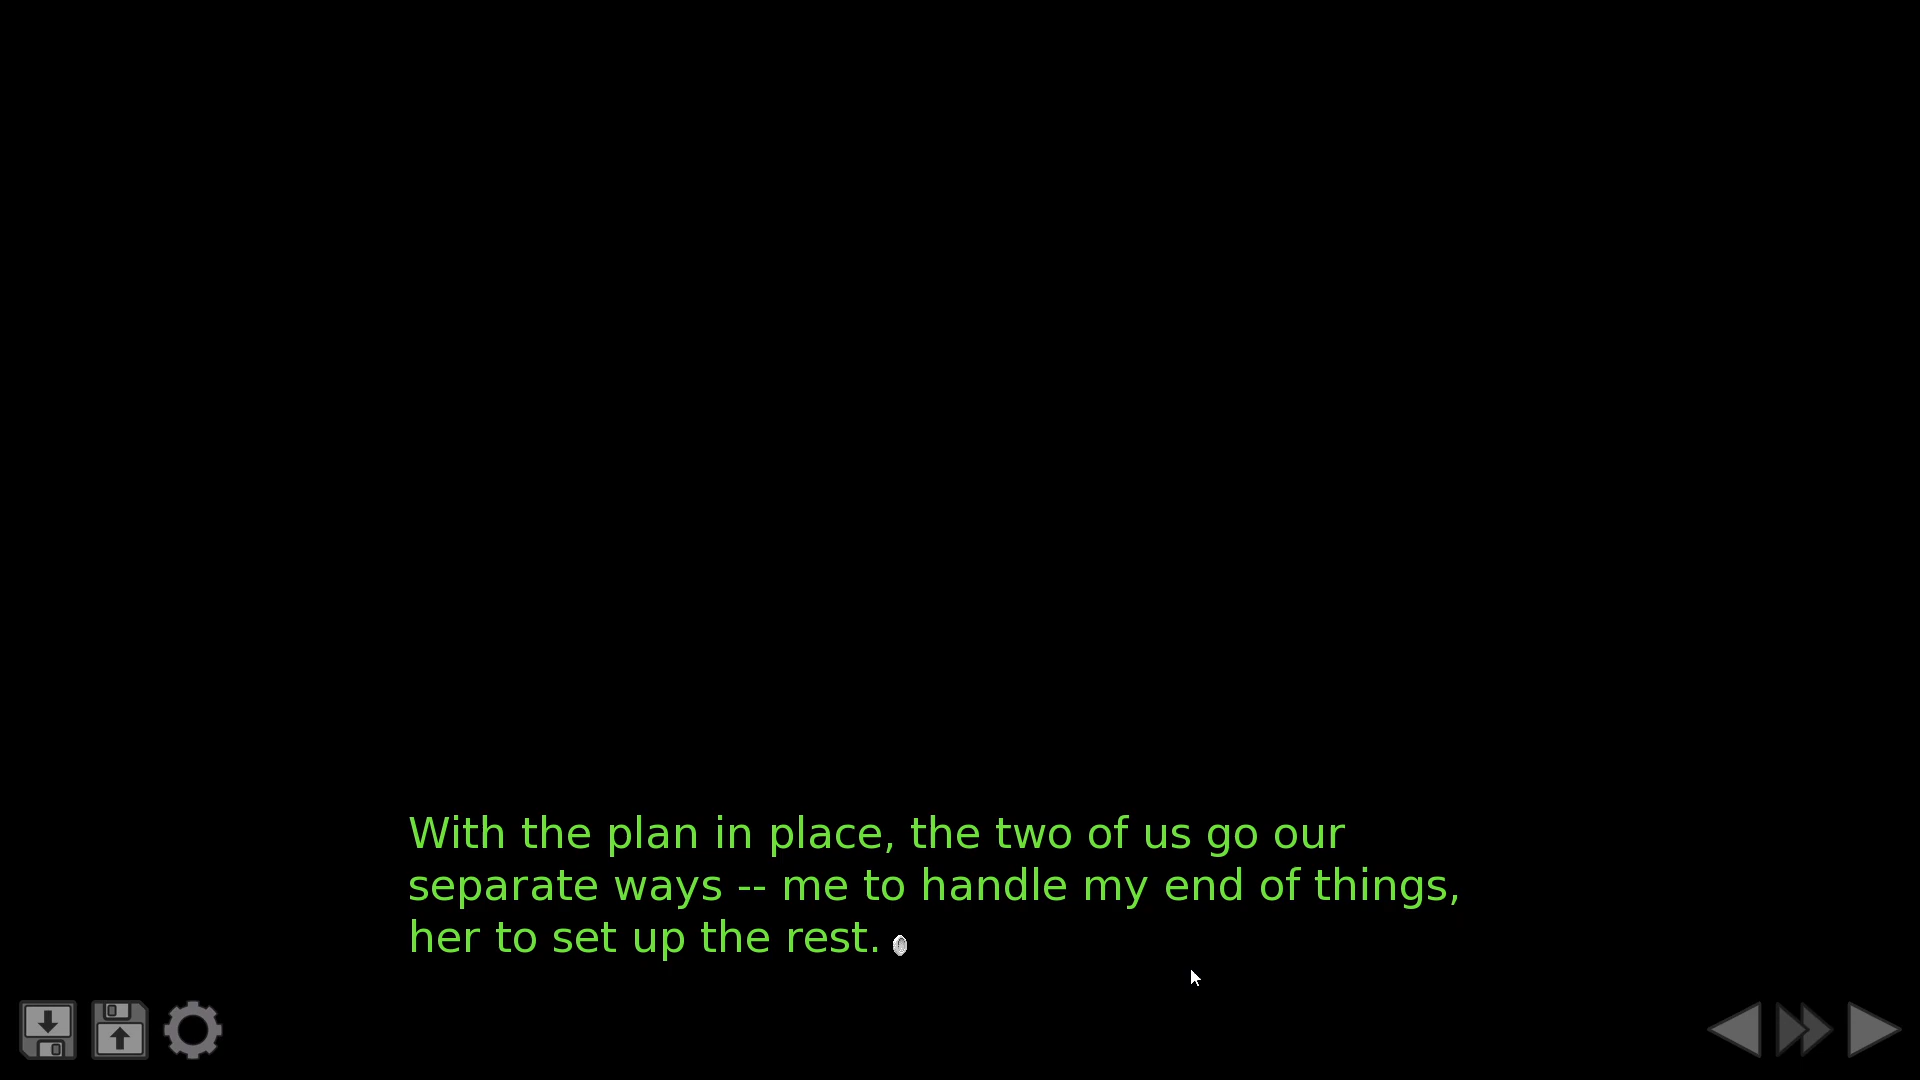 With the plan in place, the two of us go our
separate ways -- me to handle my end of things,
her to set up the rest.